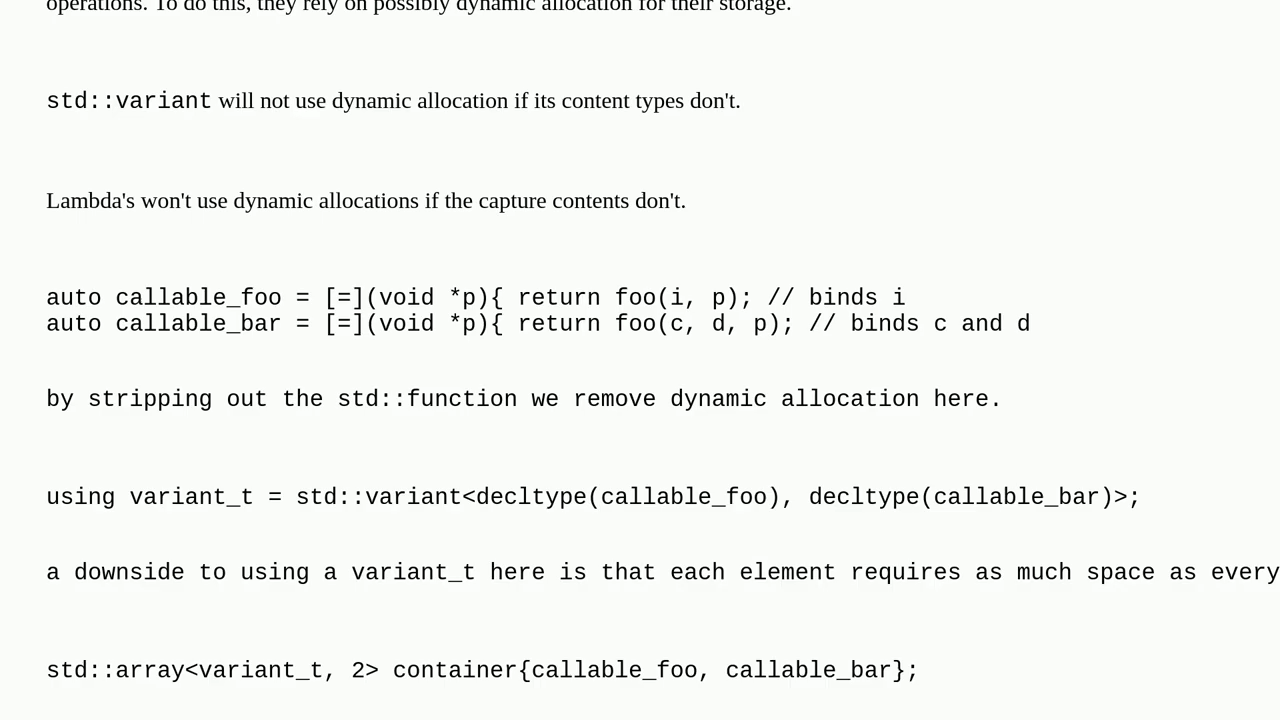 operations. To do this, they rely on possibly dynamic allocation for their storage.
std::variant will not use dynamic allocation if its content types don't.
Lambda's won't use dynamic allocations if the capture contents don't.
auto callable_foo = [=](void *p){ return foo(i, p); // binds i
auto callable_bar = [=](void *p){ return foo(c, d, p); // binds c and d
by stripping out the std::function we remove dynamic allocation here.
using variant_t = std::variant<decltype(callable_foo), decltype(callable_bar)>;
a downside to using a variant_t here is that each element requires as much space as every
std::array<variant_t, 2> container{callable_foo, callable_bar};